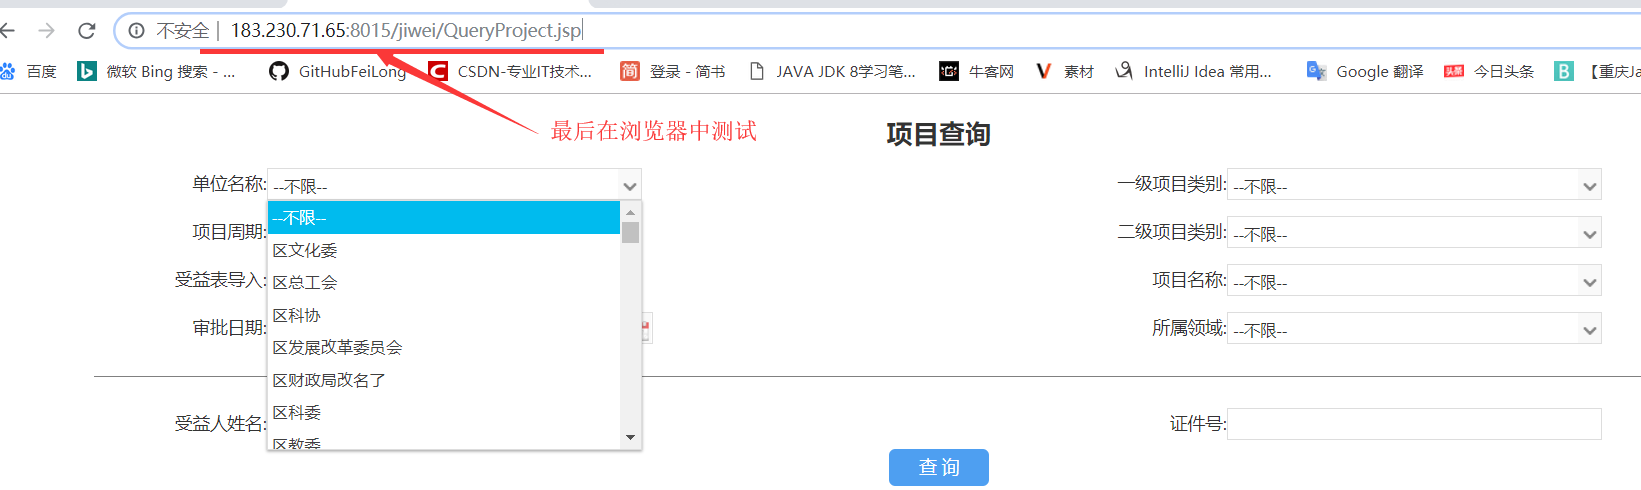 不安全 | 183.230.71.65:8015/jiwei/QueryProject.jsp
百度 微软 Bing 搜索 - ... GitHubFeiLong CSDN-专业IT技术... 登录 - 简书 JAVA JDK 8学习笔... 牛客网 素材 IntelliJ Idea 常用... Google 翻译 今日头条 【重庆Ja
最后在浏览器中测试
项目查询
单位名称: --不限-- 一级项目类别: --不限--
--不限--
项目周期: 二级项目类别: --不限--
区文化委
受益表导入: 项目名称: --不限--
区总工会
区科协
审批日期: 所属领域: --不限--
区发展改革委员会
区财政局改名了
区科委
受益人姓名: 证件号:
区教委
查询